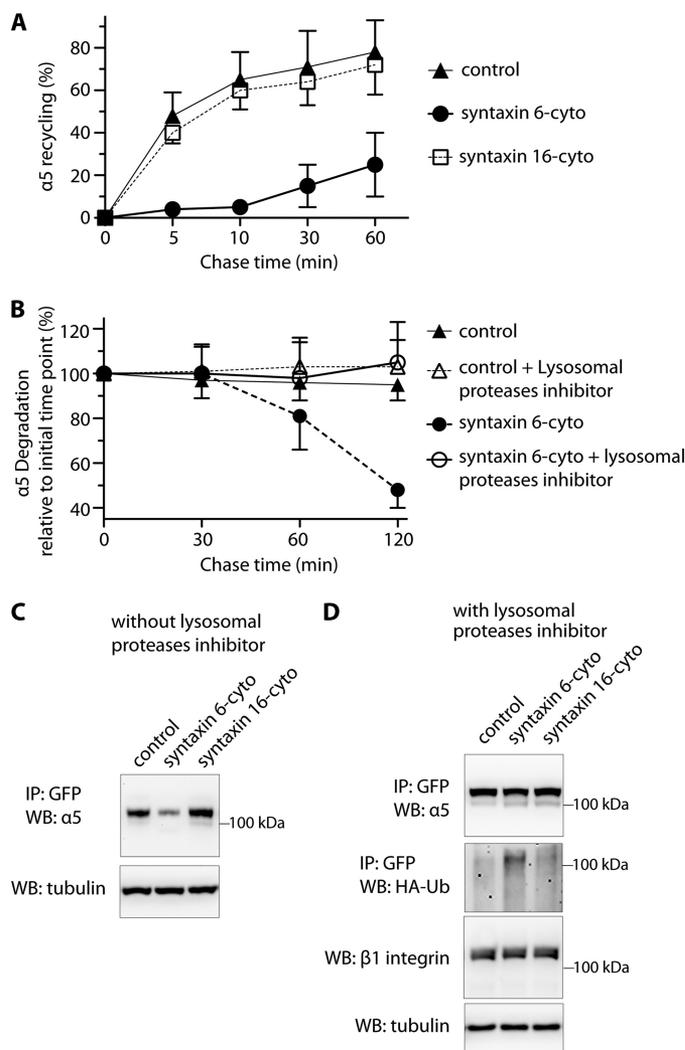 A
α5 recycling (%)
80
60
40
20
0
0 5 10 30 60
Chase time (min)
control
syntaxin 6-cyto
syntaxin 16-cyto
B
α5 Degradation
relative to initial time point (%)
120
100
80
60
40
0 30 60 120
Chase time (min)
control
control + Lysosomal
proteases inhibitor
syntaxin 6-cyto
syntaxin 6-cyto + lysosomal
proteases inhibitor
C
without lysosomal
proteases inhibitor
control
syntaxin 6-cyto
syntaxin 16-cyto
IP: GFP
WB: α5
100 kDa
WB: tubulin
D
with lysosomal
proteases inhibitor
control
syntaxin 6-cyto
syntaxin 16-cyto
IP: GFP
WB: α5
100 kDa
IP: GFP
WB: HA-Ub
100 kDa
WB: β1 integrin
100 kDa
WB: tubulin